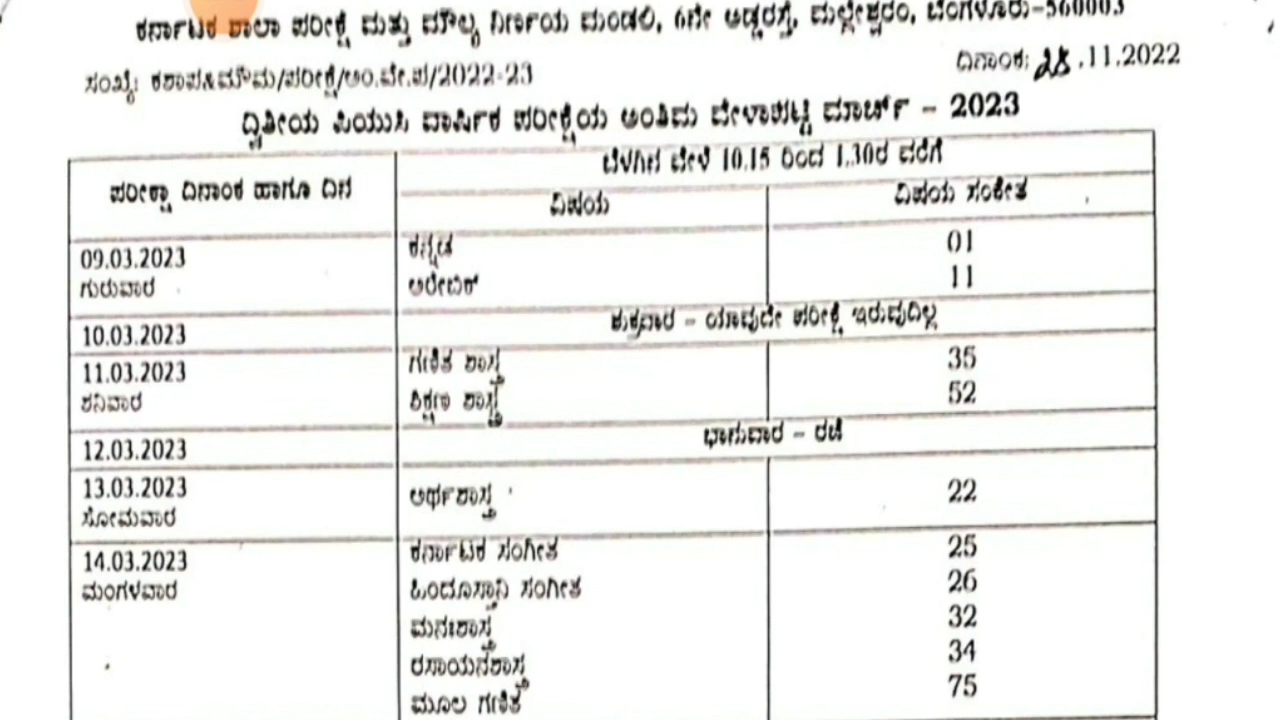 ಕರ್ನಾಟಕ ಶಾಲಾ ಪರೀಕ್ಷೆ ಮತ್ತು ಮೌಲ್ಯ ನಿರ್ಣಯ ಮಂಡಲಿ, 6ನೇ ಅಡ್ಡರಸ್ತೆ, ಮಲ್ಲೇಶ್ವರಂ, ಬೆಂಗಳೂರು-560003
ಸಂಖ್ಯೆ: ಕಶಾಪ&ಮೌಮ/ಪರೀಕ್ಷೆ/ಅಂ.ವೇ.ಪ/2022-23
ದಿನಾಂಕ: 28.11.2022
ದ್ವಿತೀಯ ಪಿಯುಸಿ ವಾರ್ಷಿಕ ಪರೀಕ್ಷೆಯ ಅಂತಿಮ ವೇಳಾಪಟ್ಟಿ ಮಾರ್ಚ್ – 2023
ಪರೀಕ್ಷಾ ದಿನಾಂಕ ಹಾಗೂ ದಿನ
ಬೆಳಗಿನ ವೇಳೆ 10.15 ರಿಂದ 1.30ರ ವರೆಗೆ
ವಿಷಯ ವಿಷಯ ಸಂಕೇತ
09.03.2023 ಕನ್ನಡ 01
ಗುರುವಾರ ಅರೇಬಿಕ್ 11
10.03.2023 ಶುಕ್ರವಾರ – ಯಾವುದೇ ಪರೀಕ್ಷೆ ಇರುವುದಿಲ್ಲ
11.03.2023 ಗಣಿತ ಶಾಸ್ತ್ರ 35
ಶನಿವಾರ ಶಿಕ್ಷಣ ಶಾಸ್ತ್ರ 52
12.03.2023 ಭಾನುವಾರ – ರಜೆ
13.03.2023 ಅರ್ಥಶಾಸ್ತ್ರ 22
ಸೋಮವಾರ
14.03.2023 ಕರ್ನಾಟಕ ಸಂಗೀತ 25
ಮಂಗಳವಾರ ಹಿಂದೂಸ್ತಾನಿ ಸಂಗೀತ 26
ಮನಃಶಾಸ್ತ್ರ 32
ರಸಾಯನಶಾಸ್ತ್ರ 34
ಮೂಲ ಗಣಿತ 75